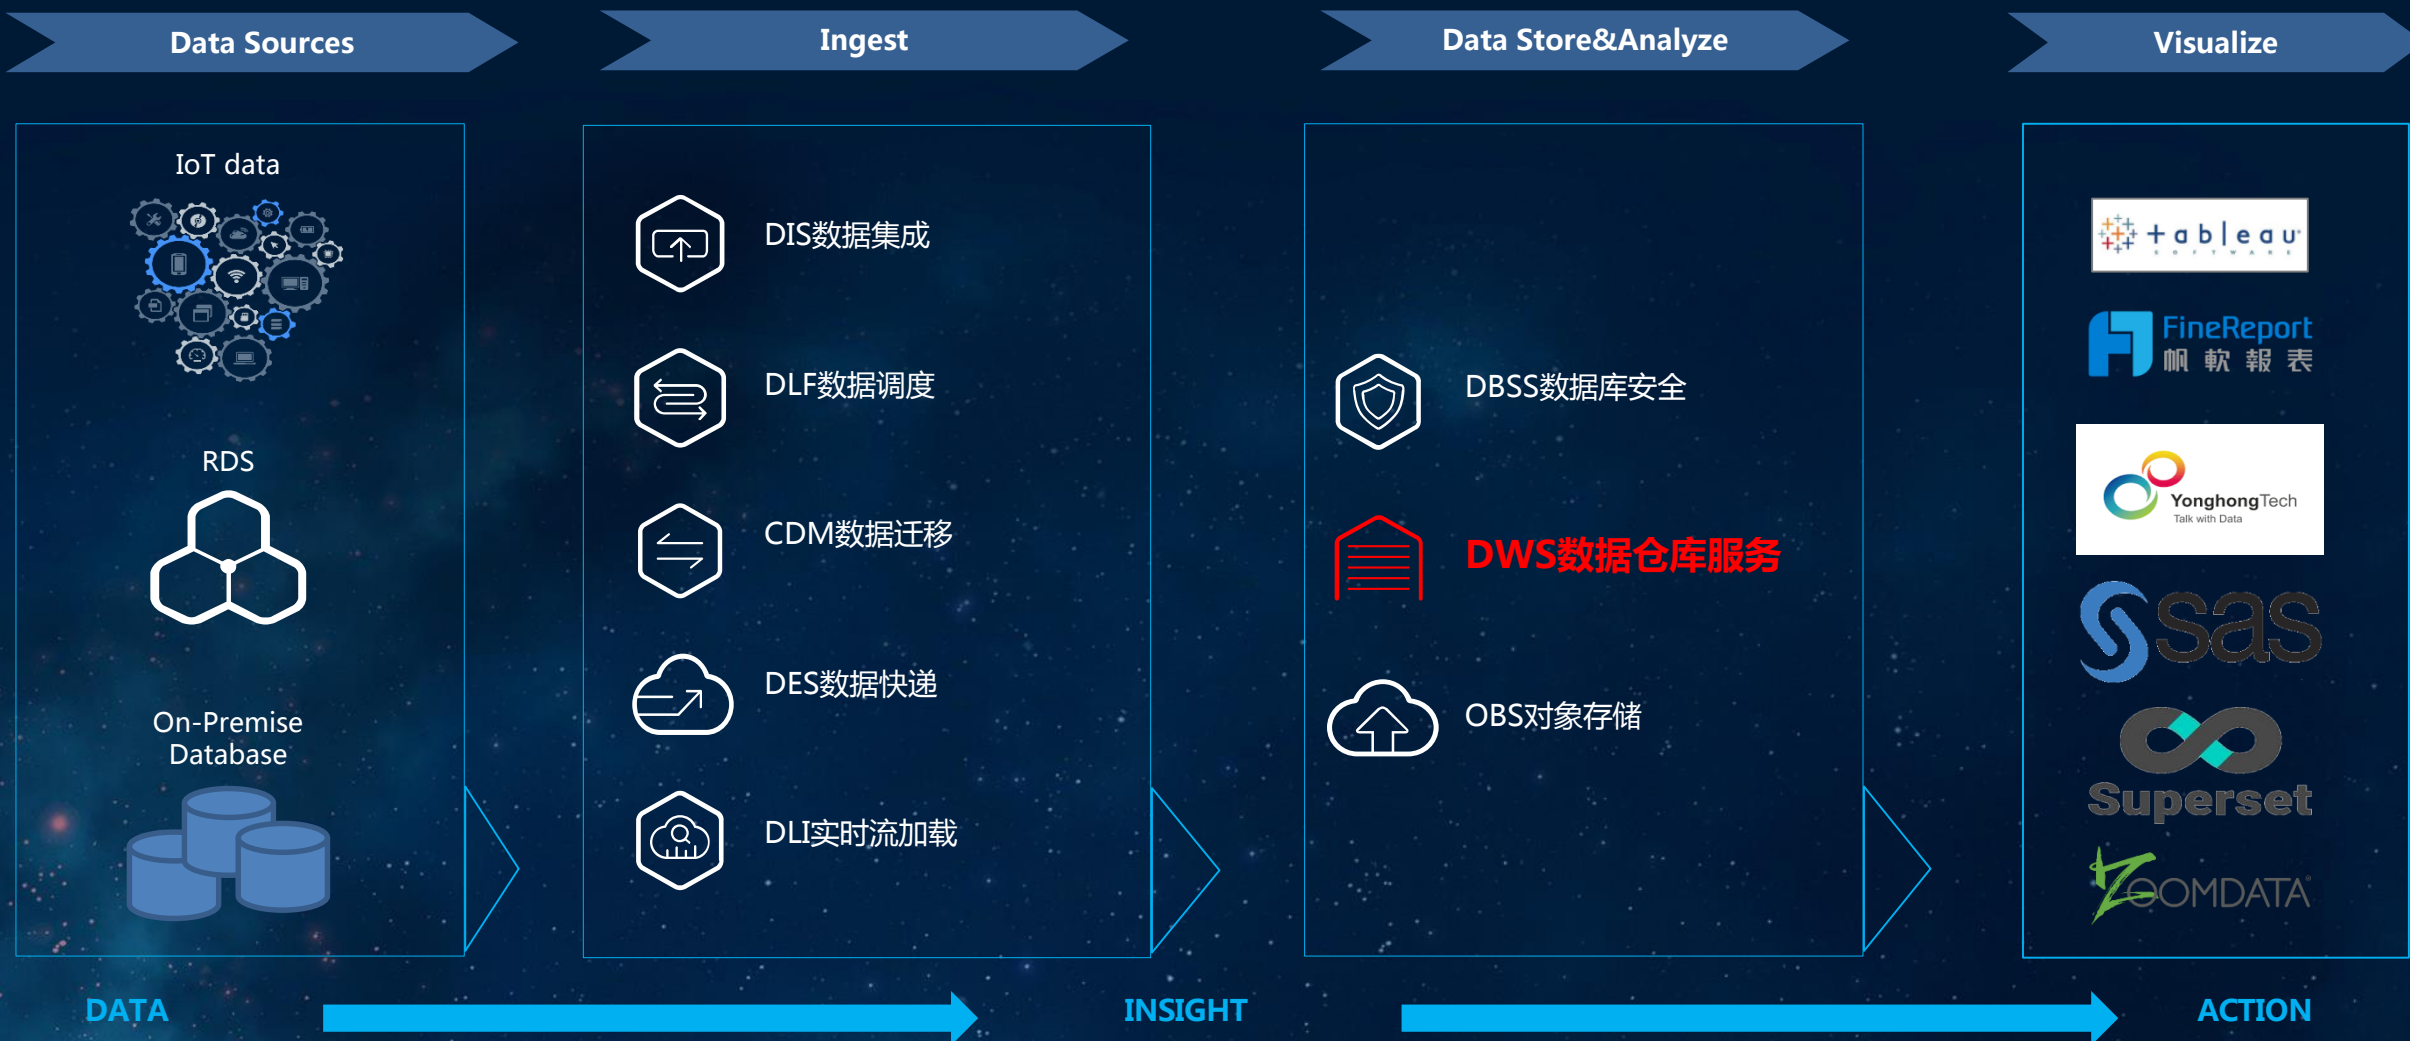 Data Sources
Ingest
Data Store&Analyze
Visualize
IoT data
RDS
On-Premise
Database
DIS数据集成
DLF数据调度
CDM数据迁移
DES数据快递
DLI实时流加载
DBSS数据库安全
DWS数据仓库服务
OBS对象存储
+ableau
SOFTWARE
FineReport
帆軟報表
YonghongTech
Talk with Data
sas
Superset
ZOOMDATA
DATA
INSIGHT
ACTION